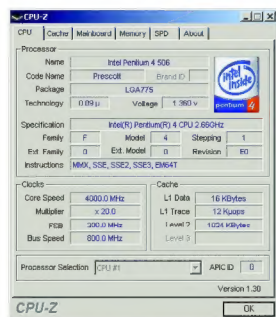 CPU-Z
CPU Cache Mainboard Memory SPD About
Processor
Name Intel Pentium 4 506
Code Name Prescott Brand ID
Package LGA775
Technology 0.09 µ Voltage 1.360 v
intel inside
pentium 4
Specification Intel(R) Pentium(R) 4 CPU 2.66GHz
Family F Model 4 Stepping 1
Ext. Family 0 Ext. Model 0 Revision E0
Instructions MMX, SSE, SSE2, SSE3, EM64T
Clocks
Core Speed 4000.0 MHz
Multiplier x 20.0
FSB 200.0 MHz
Bus Speed 800.0 MHz
Cache
L1 Data 16 KBytes
L1 Trace 12 Kµops
Level 2 1024 KBytes
Level 3
Processor Selection CPU #1 APIC ID 0
Version 1.30
CPU-Z OK